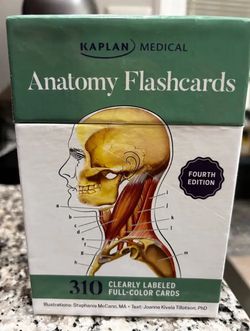 KAPLAN MEDICAL
Anatomy Flashcards
FOURTH
EDITION
310 CLEARLY LABELED
FULL-COLOR CARDS
Illustrations: Stephanie McCann, MA • Text: Joanne Kivela Tillotson, PhD